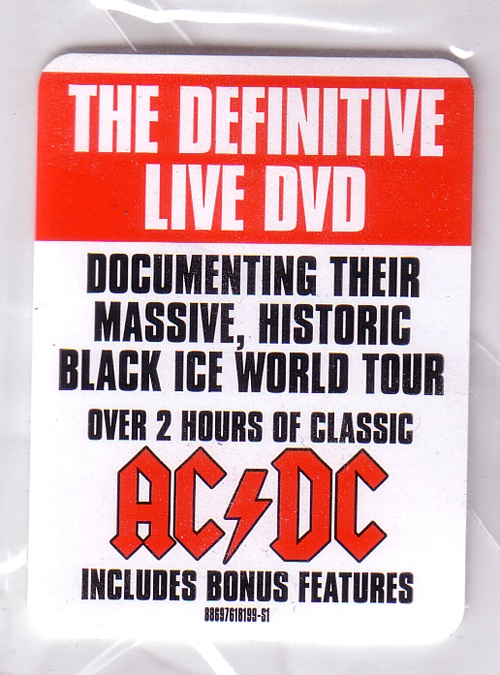 THE DEFINITIVE
LIVE DVD
DOCUMENTING THEIR
MASSIVE, HISTORIC
BLACK ICE WORLD TOUR
OVER 2 HOURS OF CLASSIC
AC⚡DC
INCLUDES BONUS FEATURES
88697618199-S1